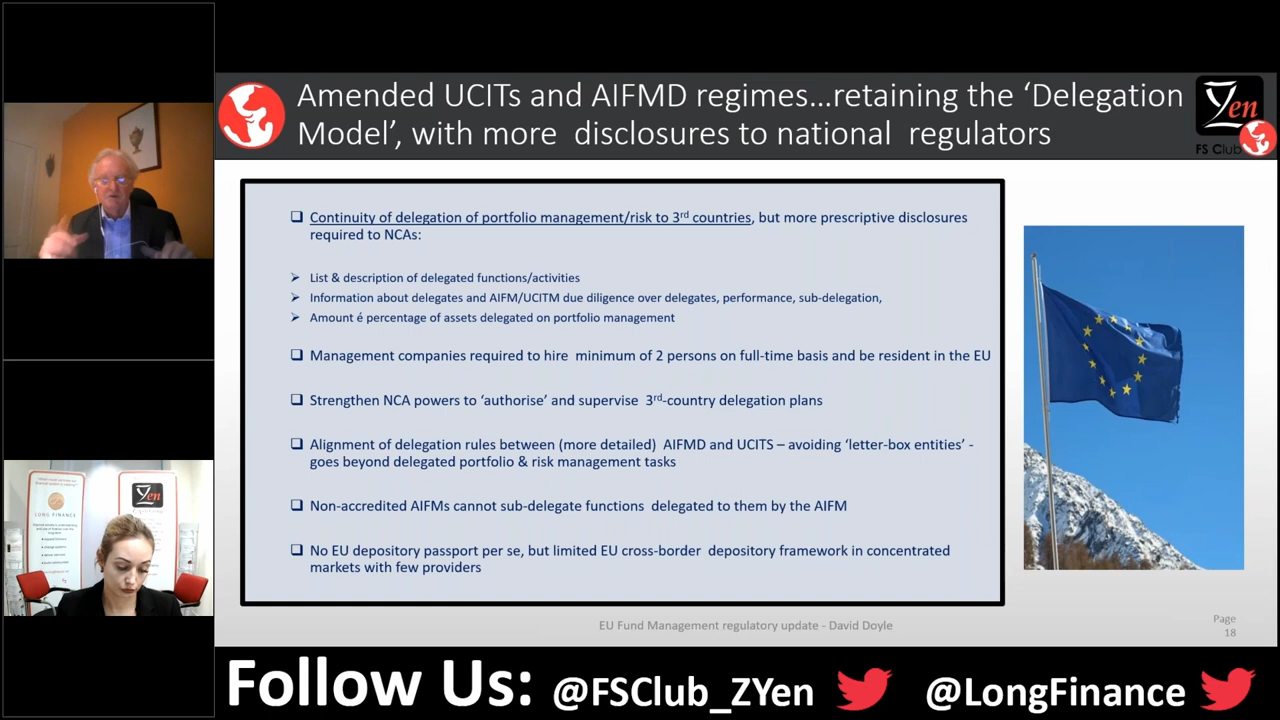 Amended UCITs and AIFMD regimes...retaining the ‘Delegation
Model’, with more disclosures to national regulators
Yen
FS Club
❑ Continuity of delegation of portfolio management/risk to 3rd countries, but more prescriptive disclosures
required to NCAs:
➢ List & description of delegated functions/activities
➢ Information about delegates and AIFM/UCITM due diligence over delegates, performance, sub-delegation,
➢ Amount é percentage of assets delegated on portfolio management
❑ Management companies required to hire minimum of 2 persons on full-time basis and be resident in the EU
❑ Strengthen NCA powers to ‘authorise’ and supervise 3rd-country delegation plans
❑ Alignment of delegation rules between (more detailed) AIFMD and UCITS – avoiding ‘letter-box entities’ -
goes beyond delegated portfolio & risk management tasks
❑ Non-accredited AIFMs cannot sub-delegate functions delegated to them by the AIFM
❑ No EU depository passport per se, but limited EU cross-border depository framework in concentrated
markets with few providers
EU Fund Management regulatory update - David Doyle
Page
18
LONG FINANCE
Yen
Follow Us: @FSClub_ZYen @LongFinance